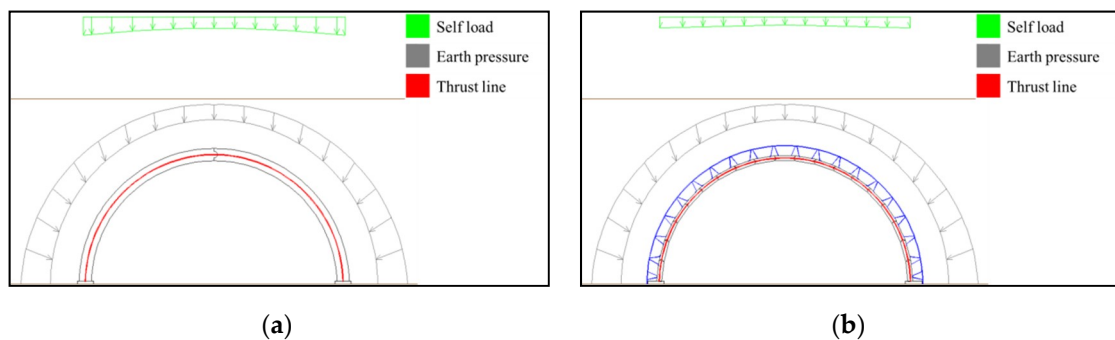 Self load
Earth pressure
Thrust line
Self load
Earth pressure
Thrust line
(a)
(b)